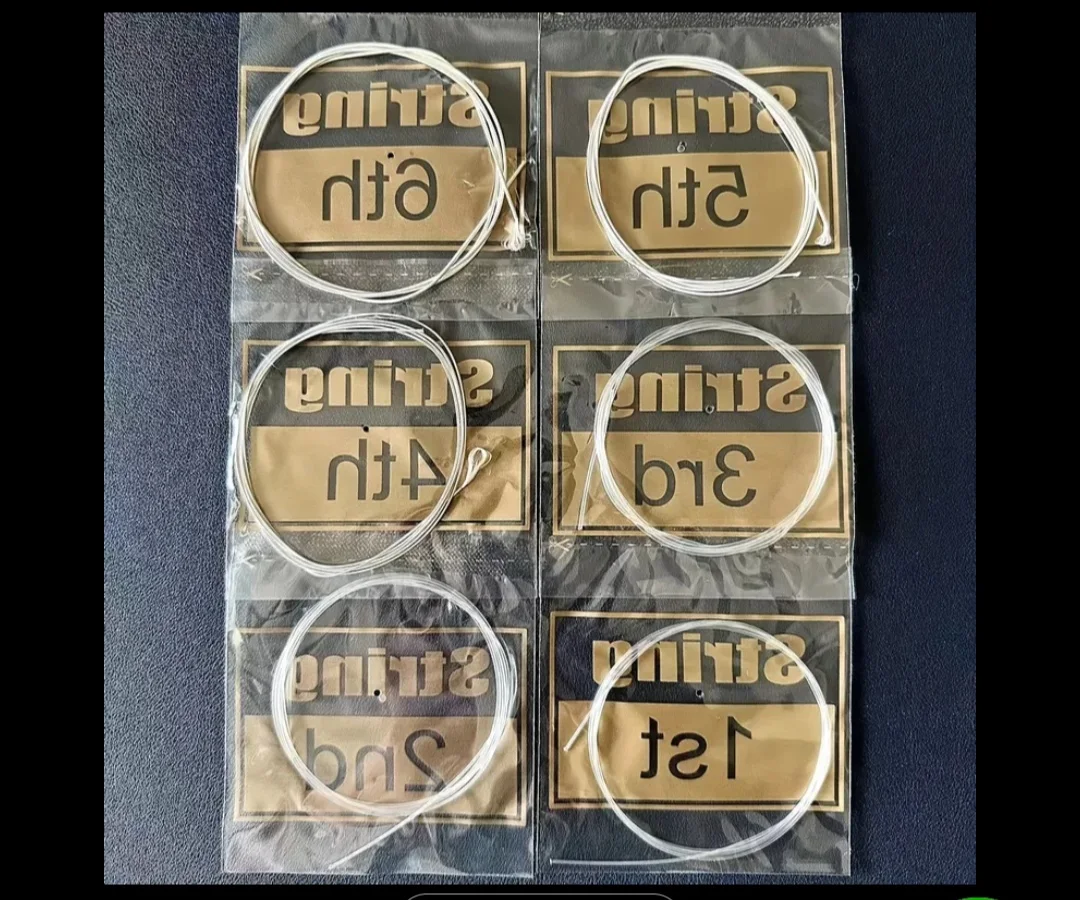 String
6th
String
5th
String
4th
String
3rd
String
2nd
String
1st